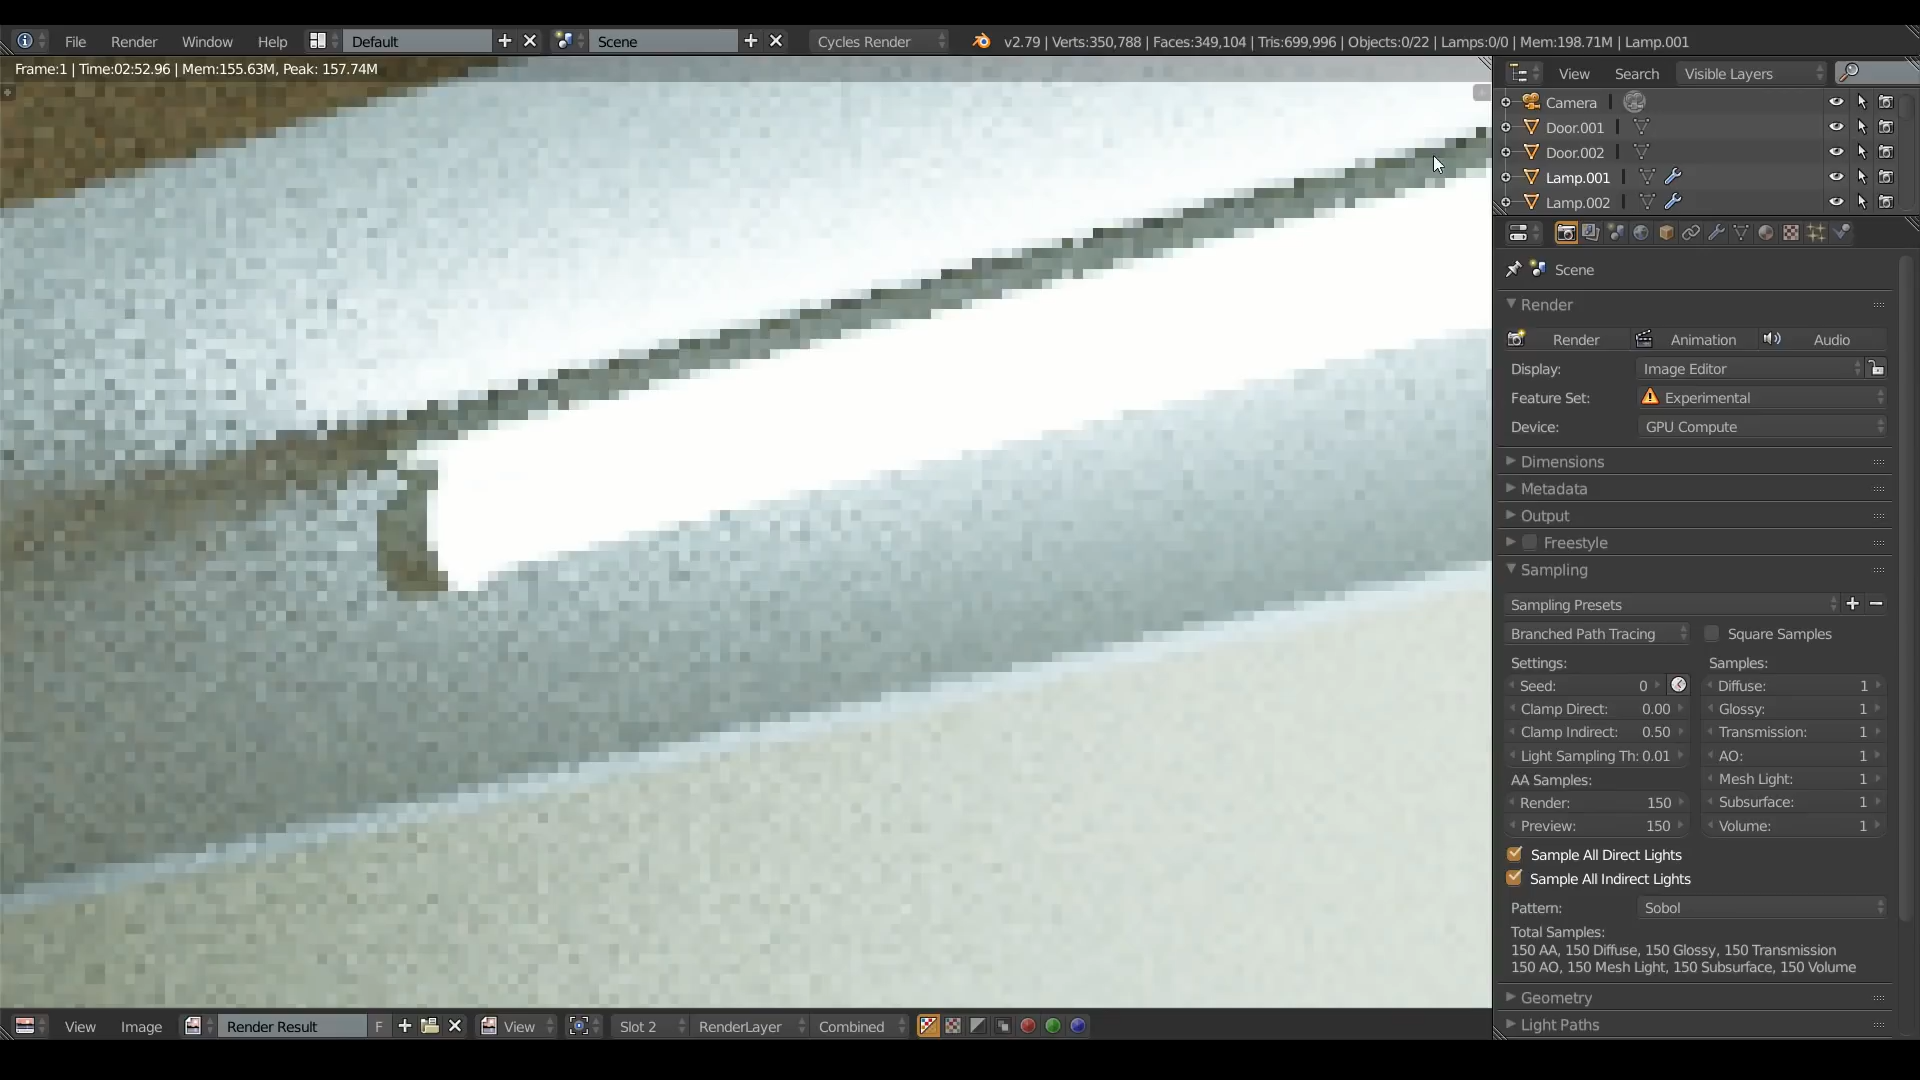 File Render Window Help Default Scene Cycles Render v2.79 | Verts:350,788 | Faces:349,104 | Tris:699,996 | Objects:0/22 | Lamps:0/0 | Mem:198.71M | Lamp.001
Frame:1 | Time:02:52.96 | Mem:155.63M, Peak: 157.74M
View Search Visible Layers
Camera
Door.001
Door.002
Lamp.001
Lamp.002
Scene
Render
Render Animation Audio
Display: Image Editor
Feature Set: Experimental
Device: GPU Compute
Dimensions
Metadata
Output
Freestyle
Sampling
Sampling Presets
Branched Path Tracing Square Samples
Settings: Samples:
Seed: 0 Diffuse: 1
Clamp Direct: 0.00 Glossy: 1
Clamp Indirect: 0.50 Transmission: 1
Light Sampling Th: 0.01 AO: 1
AA Samples: Mesh Light: 1
Render: 150 Subsurface: 1
Preview: 150 Volume: 1
Sample All Direct Lights
Sample All Indirect Lights
Pattern: Sobol
Total Samples:
150 AA, 150 Diffuse, 150 Glossy, 150 Transmission
150 AO, 150 Mesh Light, 150 Subsurface, 150 Volume
Geometry
Light Paths
View Image Render Result F View Slot 2 RenderLayer Combined